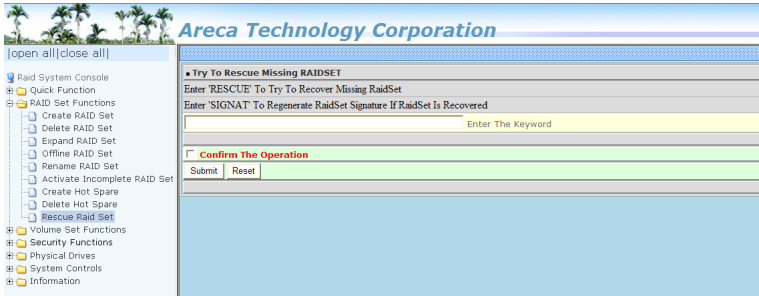 Areca Technology Corporation
|open all|close all|
Raid System Console
Quick Function
RAID Set Functions
Create RAID Set
Delete RAID Set
Expand RAID Set
Offline RAID Set
Rename RAID Set
Activate Incomplete RAID Set
Create Hot Spare
Delete Hot Spare
Rescue Raid Set
Volume Set Functions
Security Functions
Physical Drives
System Controls
Information
Try To Rescue Missing RAIDSET
Enter 'RESCUE' To Try To Recover Missing RaidSet
Enter 'SIGNAT' To Regenerate RaidSet Signature If RaidSet Is Recovered
Enter The Keyword
Confirm The Operation
Submit Reset